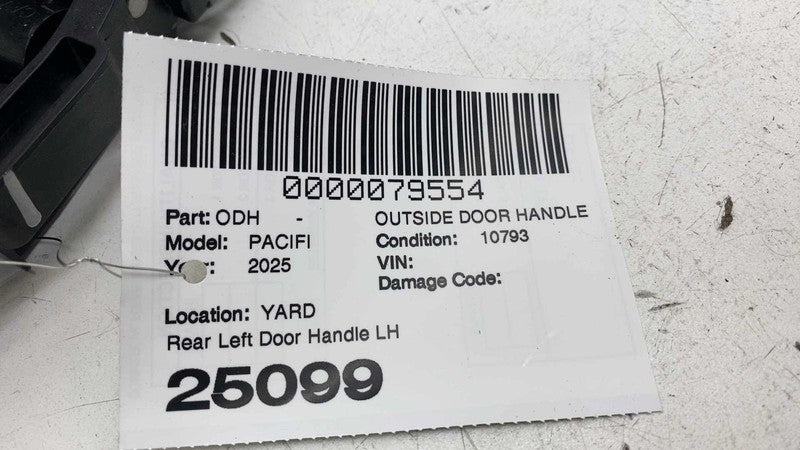 0000079554
Part: ODH - OUTSIDE DOOR HANDLE
Model: PACIFI Condition: 10793
2025 VIN:
Damage Code:
Location: YARD
Rear Left Door Handle LH
25099